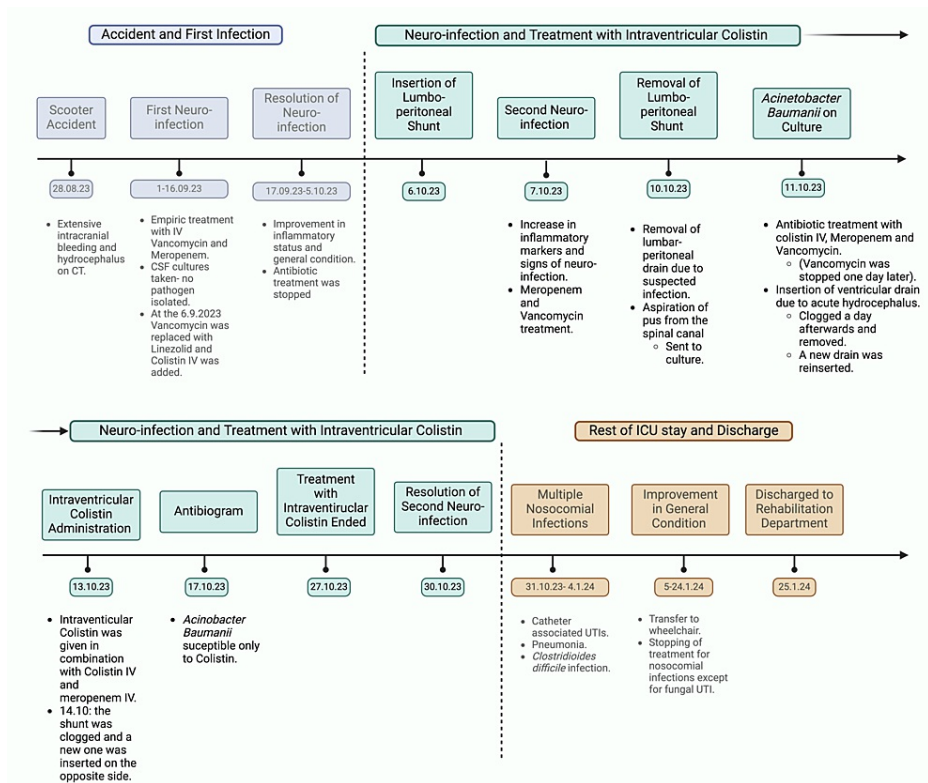 Accident and First Infection
Neuro-infection and Treatment with Intraventricular Colistin
Scooter
Accident
First Neuro-
infection
Resolution of
Neuro-
infection
Insertion of
Lumbo-
peritoneal
Shunt
Second Neuro-
infection
Removal of
Lumbo-
peritoneal
Shunt
Acinetobacter
Baumanii on
Culture
28.08.23
1-16.09.23
17.09.23-5.10.23
6.10.23
7.10.23
10.10.23
11.10.23
• Extensive
intracranial
bleeding and
hydrocephalus
on CT.
• Empiric treatment
with IV
Vancomycin and
Meropenem.
• CSF cultures
taken- no
pathogen
isolated.
• At the 6.9.2023
Vancomycin was
replaced with
Linezolid and
Colistin IV was
added.
• Improvement in
inflammatory
status and
general condition.
• Antibiotic
treatment was
stopped
• Increase in
inflammatory
markers and
signs of neuro-
infection.
• Meropenem
and
Vancomycin
treatment.
• Removal of
lumbar-
peritoneal
drain due to
suspected
infection.
• Aspiration of
pus from the
spinal canal
○ Sent to
culture.
• Antibiotic treatment with
colistin IV, Meropenem and
Vancomycin.
○ (Vancomycin was
stopped one day later).
• Insertion of ventricular drain
due to acute hydrocephalus.
○ Clogged a day
afterwards and
removed.
○ A new drain was
reinserted.
Neuro-infection and Treatment with Intraventricular Colistin
Rest of ICU stay and Discharge
Intraventricular
Colistin
Administration
Antibiogram
Treatment
with
Intraventirucular
Colistin Ended
Resolution of
Second Neuro-
infection
Multiple
Nosocomial
Infections
Improvement
in General
Condition
Discharged to
Rehabilitation
Department
13.10.23
17.10.23
27.10.23
30.10.23
31.10.23- 4.1.24
5-24.1.24
25.1.24
• Intraventicular
Colistin was
given in
combination
with Colistin IV
and
meropenem IV.
• 14.10: the
shunt was
clogged and a
new one was
inserted on the
opposite side.
• Acinobacter
Baumanii
suceptible only
to Colistin.
• Catheter
associated UTIs.
• Pneumonia.
• Clostridioides
difficile infection.
• Transfer to
wheelchair.
• Stopping of
treatment for
nosocomial
infections except
for fungal UTI.